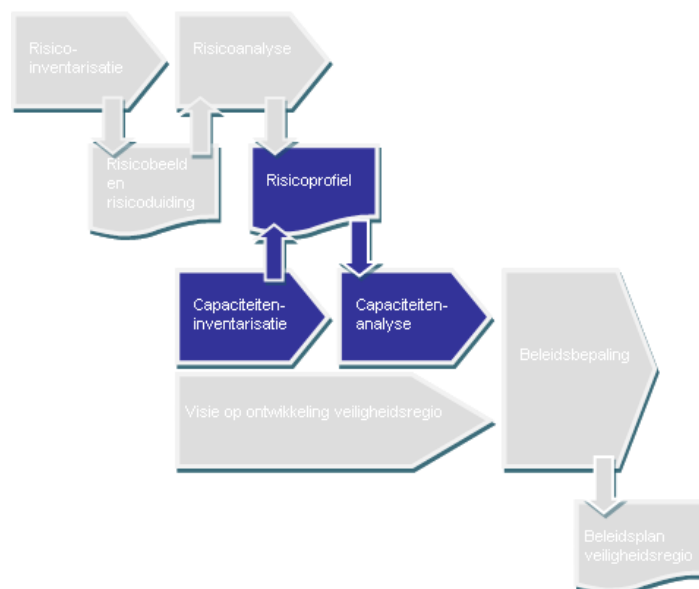 Risico-
inventarisatie
Risicoanalyse
Risicobeeld
en
risicoduiding
Risicoprofiel
Capaciteiten-
inventarisatie
Capaciteiten-
analyse
Beleidsbepaling
Visie op ontwikkeling veiligheidsregio
Beleidsplan
veiligheidsregio